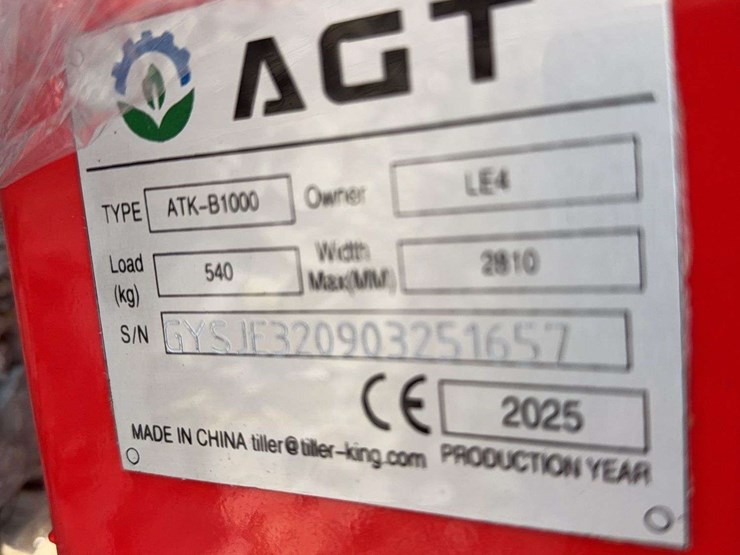 AGT
TYPE ATK-B1000 Owner LE4
Load (kg) 540 Width Max(MM) 2810
S/N GYSJE320903251657
CE 2025
MADE IN CHINA tiller@tiller-king.com PRODUCTION YEAR